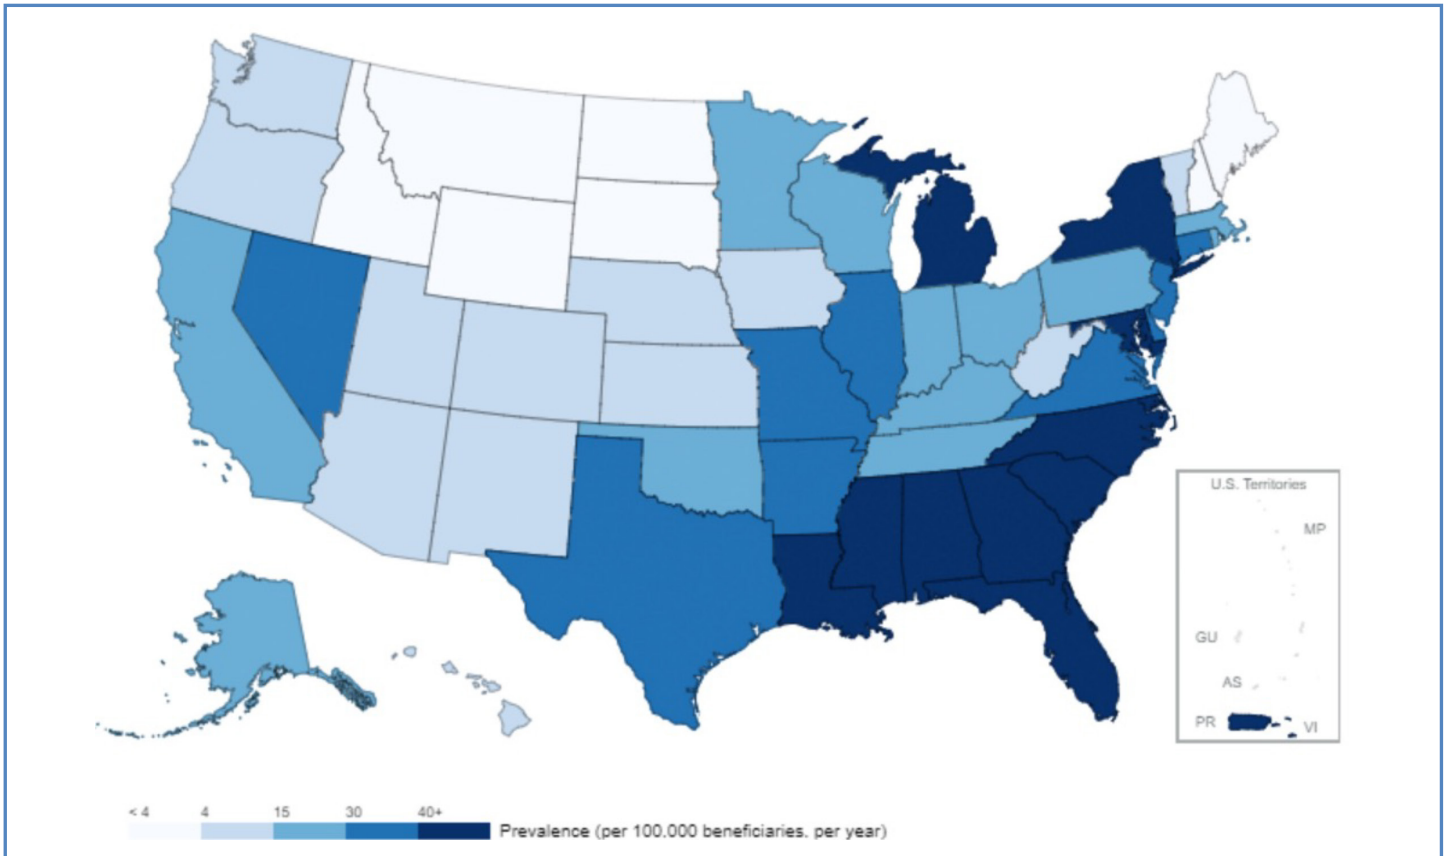 U.S. Territories
MP
GU
AS
PR
VI
< 4 4 15 30 40+
Prevalence (per 100.000 beneficiaries. per year)